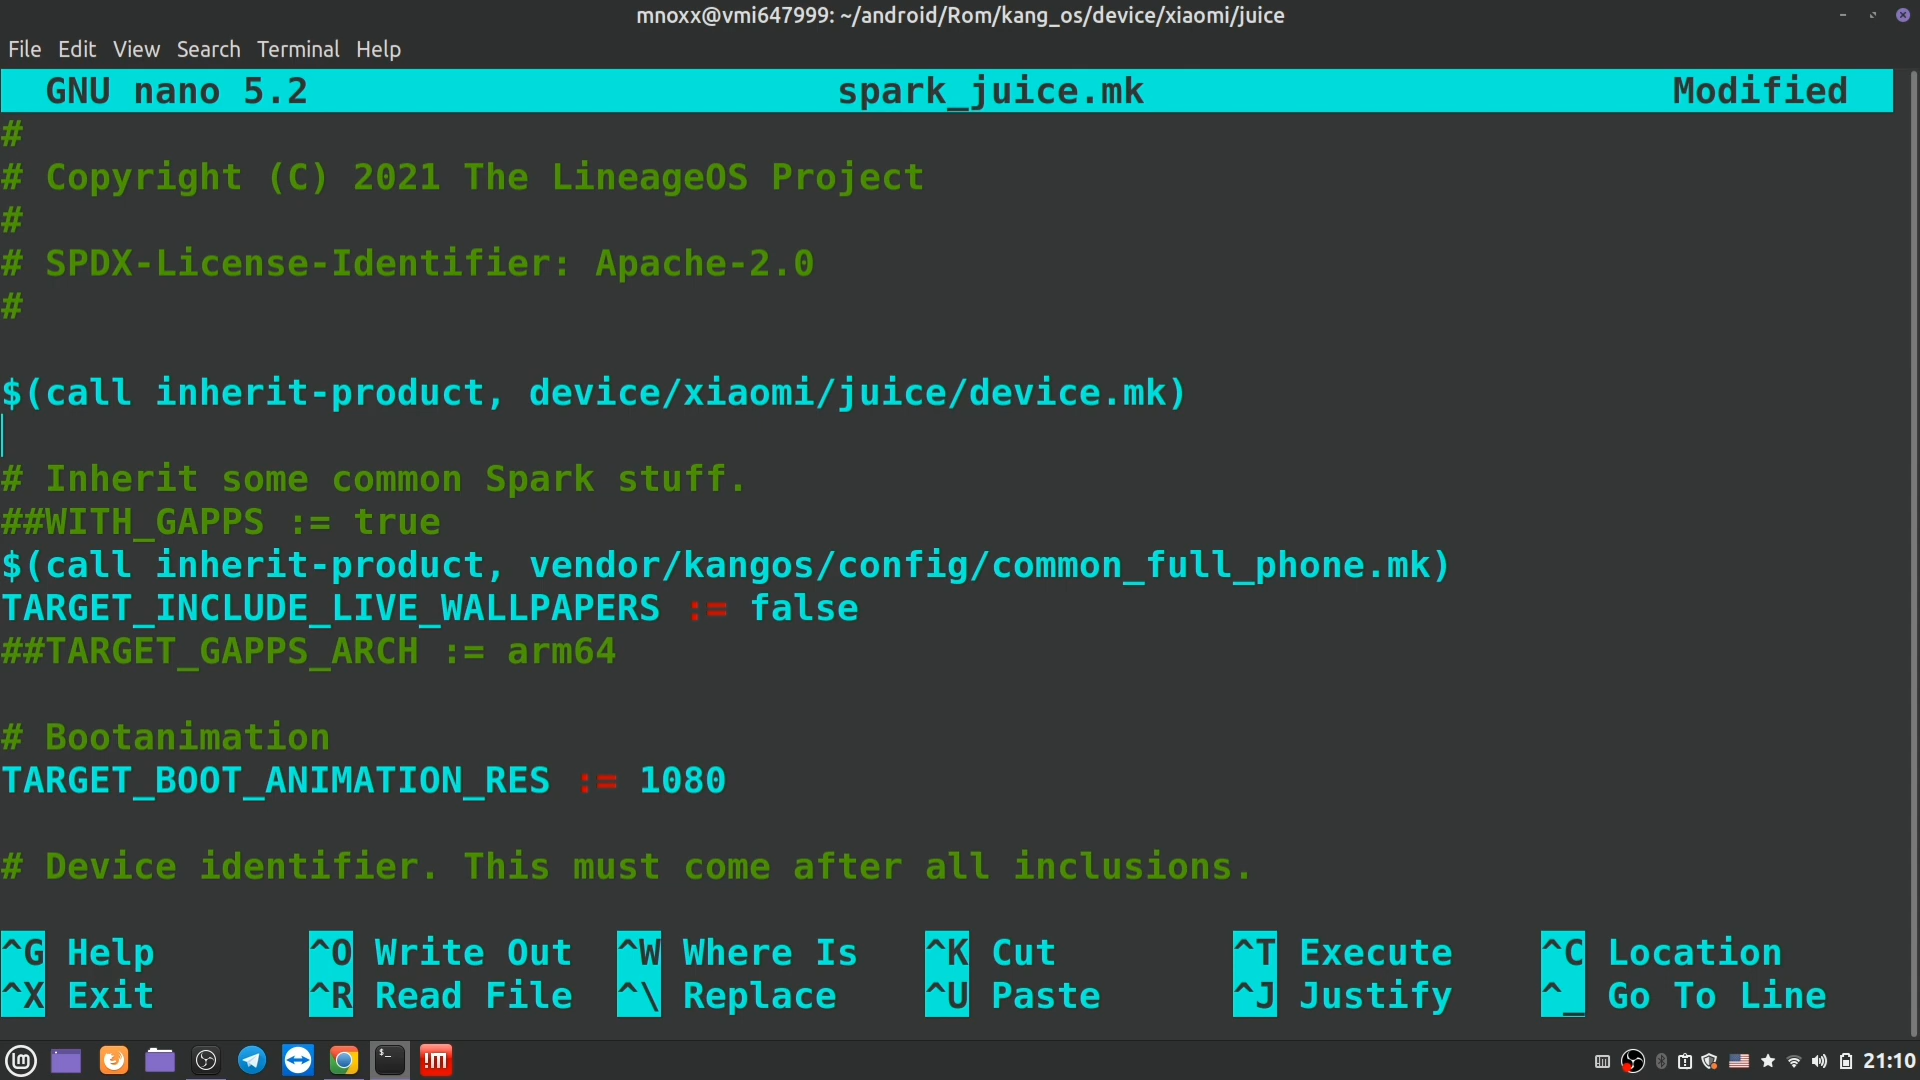 mnoxx@vmi647999: ~/android/Rom/kang_os/device/xiaomi/juice
File Edit View Search Terminal Help
GNU nano 5.2 spark_juice.mk Modified
#
# Copyright (C) 2021 The LineageOS Project
#
# SPDX-License-Identifier: Apache-2.0
#
$(call inherit-product, device/xiaomi/juice/device.mk)
# Inherit some common Spark stuff.
##WITH_GAPPS := true
$(call inherit-product, vendor/kangos/config/common_full_phone.mk)
TARGET_INCLUDE_LIVE_WALLPAPERS := false
##TARGET_GAPPS_ARCH := arm64
# Bootanimation
TARGET_BOOT_ANIMATION_RES := 1080
# Device identifier. This must come after all inclusions.
^G Help ^O Write Out ^W Where Is ^K Cut ^T Execute ^C Location
^X Exit ^R Read File ^\ Replace ^U Paste ^J Justify ^_ Go To Line
21:10